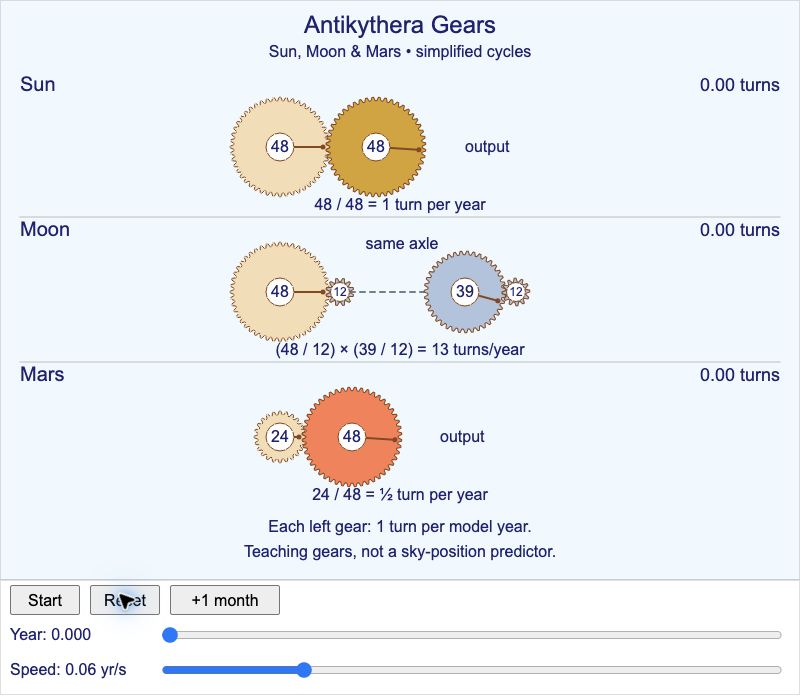 Antikythera Gears
Sun, Moon & Mars • simplified cycles
Sun
0.00 turns
48
48
output
48 / 48 = 1 turn per year
Moon
0.00 turns
same axle
48
12
39
12
(48 / 12) × (39 / 12) = 13 turns/year
Mars
0.00 turns
24
48
output
24 / 48 = ½ turn per year
Each left gear: 1 turn per model year.
Teaching gears, not a sky-position predictor.
Start
Reset
+1 month
Year: 0.000
Speed: 0.06 yr/s